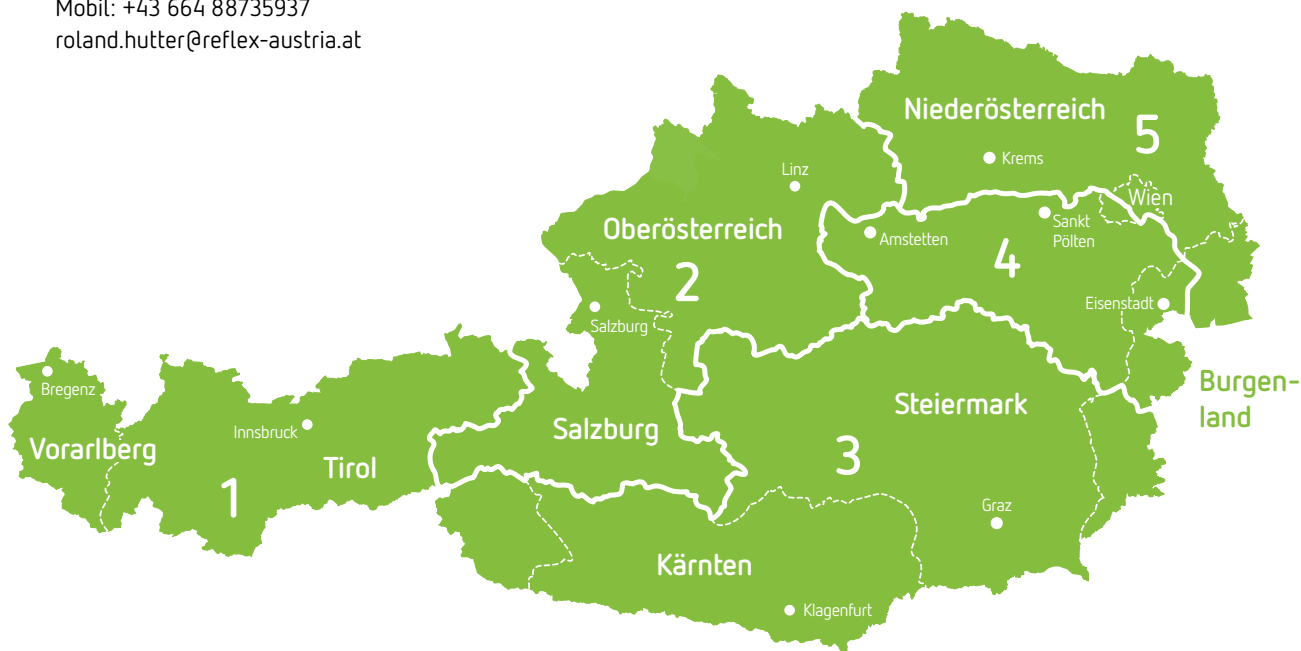 Mobil: +43 664 88735937
roland.hutter@reflex-austria.at
Niederösterreich
5
Krems
Linz
Wien
Oberösterreich
Sankt
Pölten
Amstetten
4
2
Eisenstadt
Salzburg
Bregenz
Burgen-
land
Steiermark
Innsbruck
Salzburg
Vorarlberg
3
Tirol
1
Graz
Kärnten
Klagenfurt